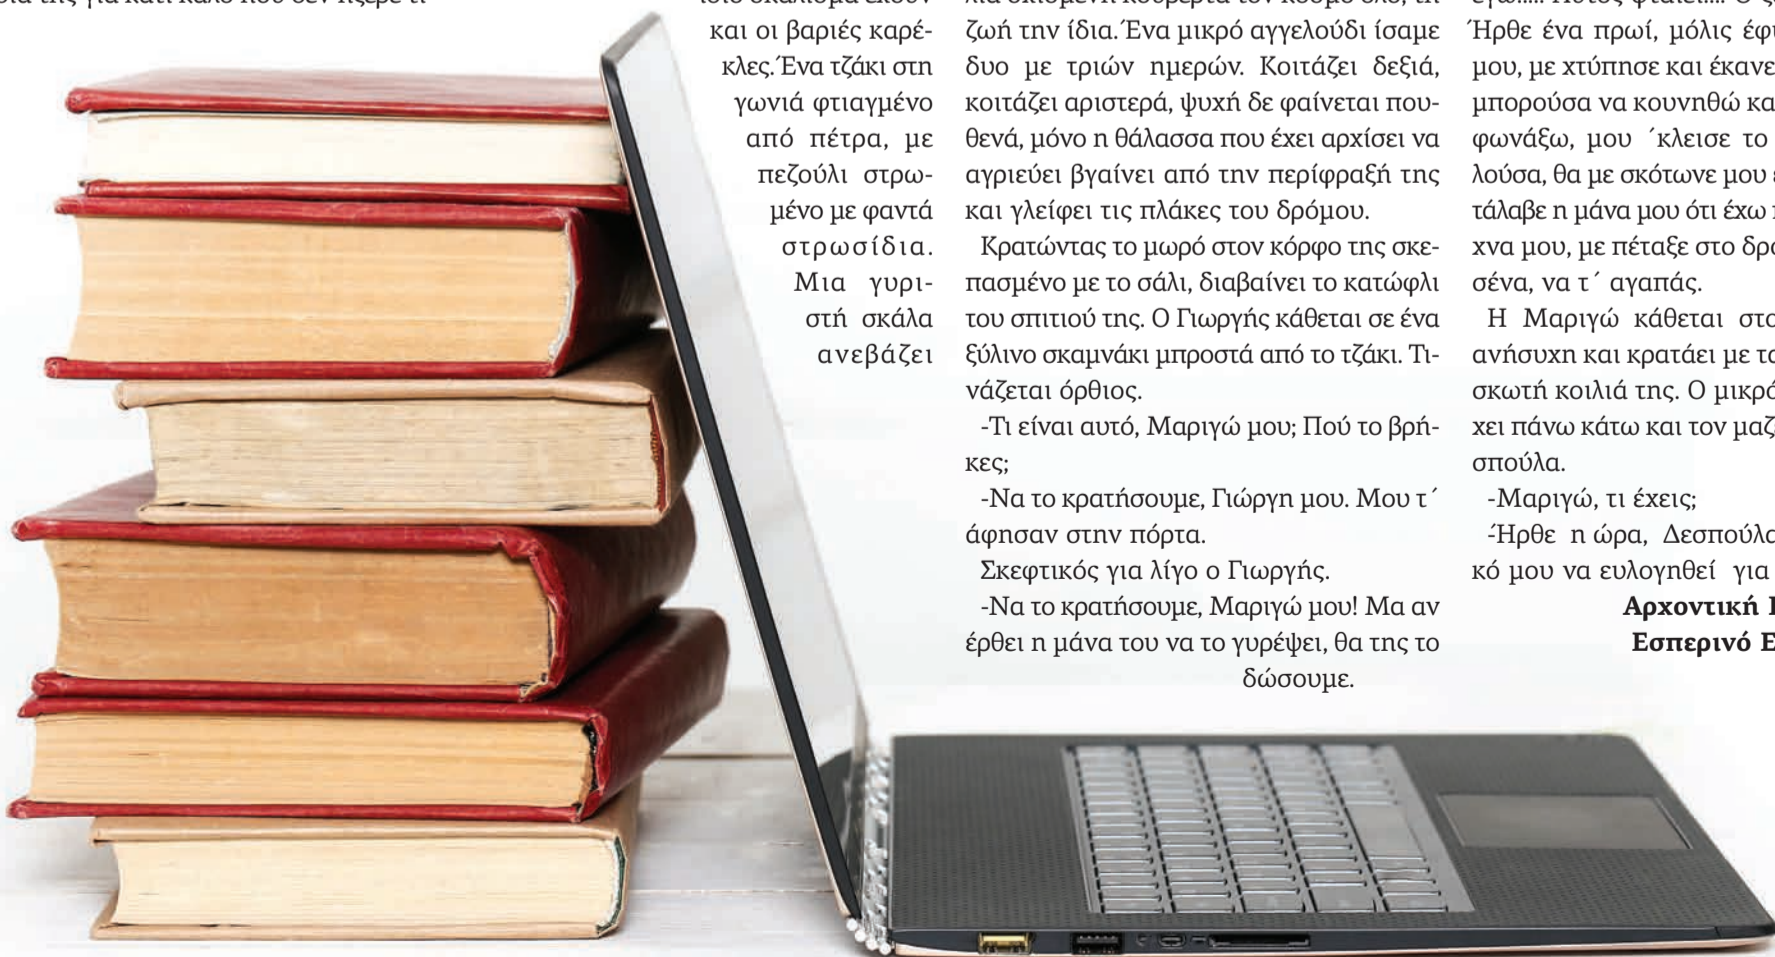 για κάτι καλό που δεν ήξερε τι
και οι βαριές καρέ-
κλες. Ένα τζάκι στη
γωνιά φτιαγμένο
από πέτρα, με
πεζούλι στρω-
μένο με φαντά
στρωσίδια.
Μια γυρι-
στή σκάλα
ανεβάζει
ζωή την ίδια. Ένα μικρό αγγελούδι ίσαμε
δυο με τριών ημερών. Κοιτάζει δεξιά,
κοιτάζει αριστερά, ψυχή δε φαίνεται που-
θενά, μόνο η θάλασσα που έχει αρχίσει να
αγριεύει βγαίνει από την περίφραξή της
και γλείφει τις πλάκες του δρόμου.
Κρατώντας το μωρό στον κόρφο της σκε-
πασμένο με το σάλι, διαβαίνει το κατώφλι
του σπιτιού της. Ο Γιωργής κάθεται σε ένα
ξύλινο σκαμνάκι μπροστά από το τζάκι. Τι-
νάζεται όρθιος.
-Τι είναι αυτό, Μαριγώ μου; Πού το βρή-
κες;
-Να το κρατήσουμε, Γιώργη μου. Μου τ΄
άφησαν στην πόρτα.
Σκεφτικός για λίγο ο Γιωργής.
-Να το κρατήσουμε, Μαριγώ μου! Μα αν
έρθει η μάνα του να το γυρέψει, θα της το
δώσουμε.
Ήρθε ένα πρωί, μόλις
μου, με χτύπησε και έκανε
μπορούσα να κουνηθώ
φωνάξω, μου ΄κλεισε το
λούσα, θα με σκότωνε μου
τάλαβε η μάνα μου ότι έχω
χνα μου, με πέταξε στο
σένα, να τ΄ αγαπάς.
Η Μαριγώ κάθεται
ανήσυχη και κρατάει με
σκωτή κοιλιά της. Ο
χει πάνω κάτω και τον
σπούλα.
-Μαριγώ, τι έχεις;
-Ήρθε η ώρα,
κό μου να ευλογηθεί για
Αρχοντική
Εσπερινό